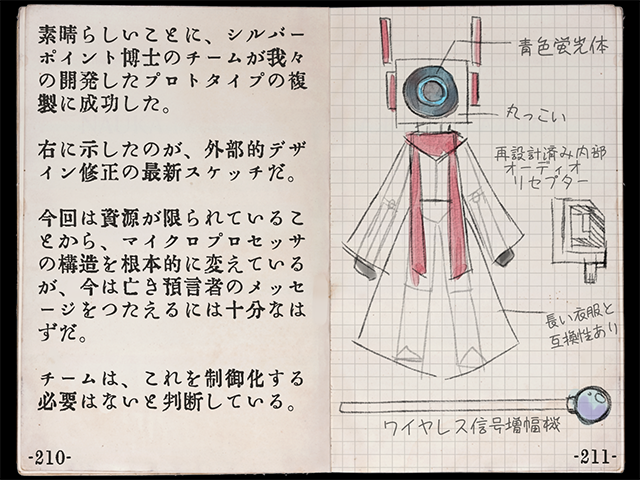 素晴らしいことに、シルバー
ポイント博士のチームが我々
の開発したプロトタイプの複
製に成功した。
右に示したのが、外部的デザ
イン修正の最新スケッチだ。
今回は資源が限られているこ
とから、マイクロプロセッサ
の構造を根本的に変えている
が、今は亡き預言者のメッセ
ージをつたえるには十分なは
ずだ。
チームは、これを制御化する
必要はないと判断している。
-210-
青色蛍光体
丸っこい
再設計済み内部
オーディオ
リセプター
長い衣服と
互換性あり
ワイヤレス信号増幅機
-211-